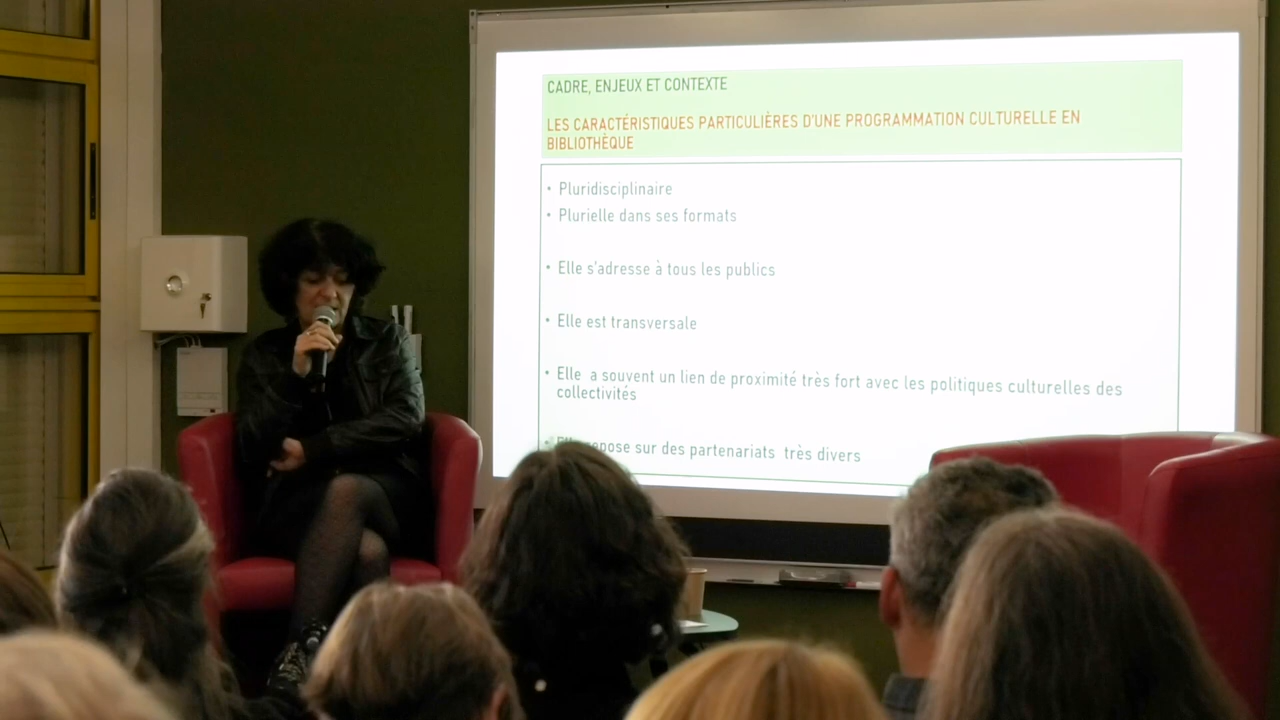 CADRE, ENJEUX ET CONTEXTE
LES CARACTÉRISTIQUES PARTICULIÈRES D'UNE PROGRAMMATION CULTURELLE EN
BIBLIOTHÈQUE
• Pluridisciplinaire
• Plurielle dans ses formats
• Elle s'adresse à tous les publics
• Elle est transversale
• Elle a souvent un lien de proximité très fort avec les politiques culturelles des
collectivités
• sur des partenariats très divers